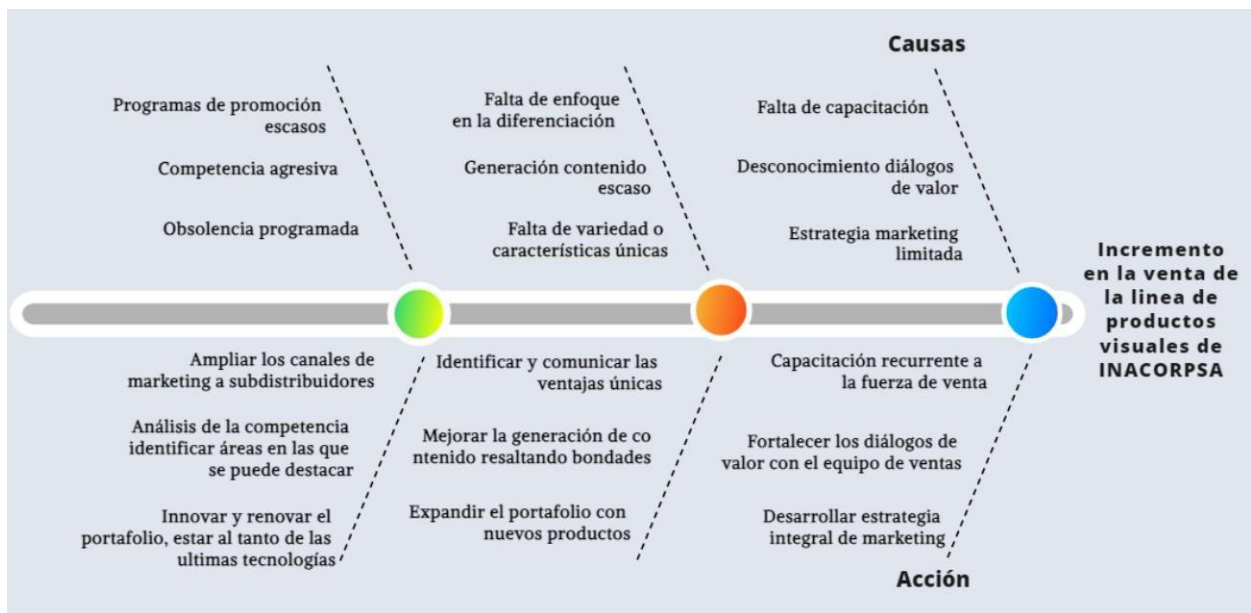 Causas
Programas de promoción
escasos
Competencia agresiva
Obsolencia programada
Falta de enfoque
en la diferenciación
Generación contenido
escaso
Falta de variedad o
características únicas
Falta de capacitación
Desconocimiento diálogos
de valor
Estrategia marketing
limitada
Incremento
en la venta de
la linea de
productos
visuales de
INACORPSA
Ampliar los canales de
marketing a subdistribuidores
Análisis de la competencia
identificar áreas en las que
se puede destacar
Innovar y renovar el
portafolio, estar al tanto de las
ultimas tecnologías
Identificar y comunicar las
ventajas únicas
Mejorar la generación de co
ntenido resaltando bondades
Expandir el portafolio con
nuevos productos
Capacitación recurrente a
la fuerza de venta
Fortalecer los diálogos de
valor con el equipo de ventas
Desarrollar estrategia
integral de marketing
Acción